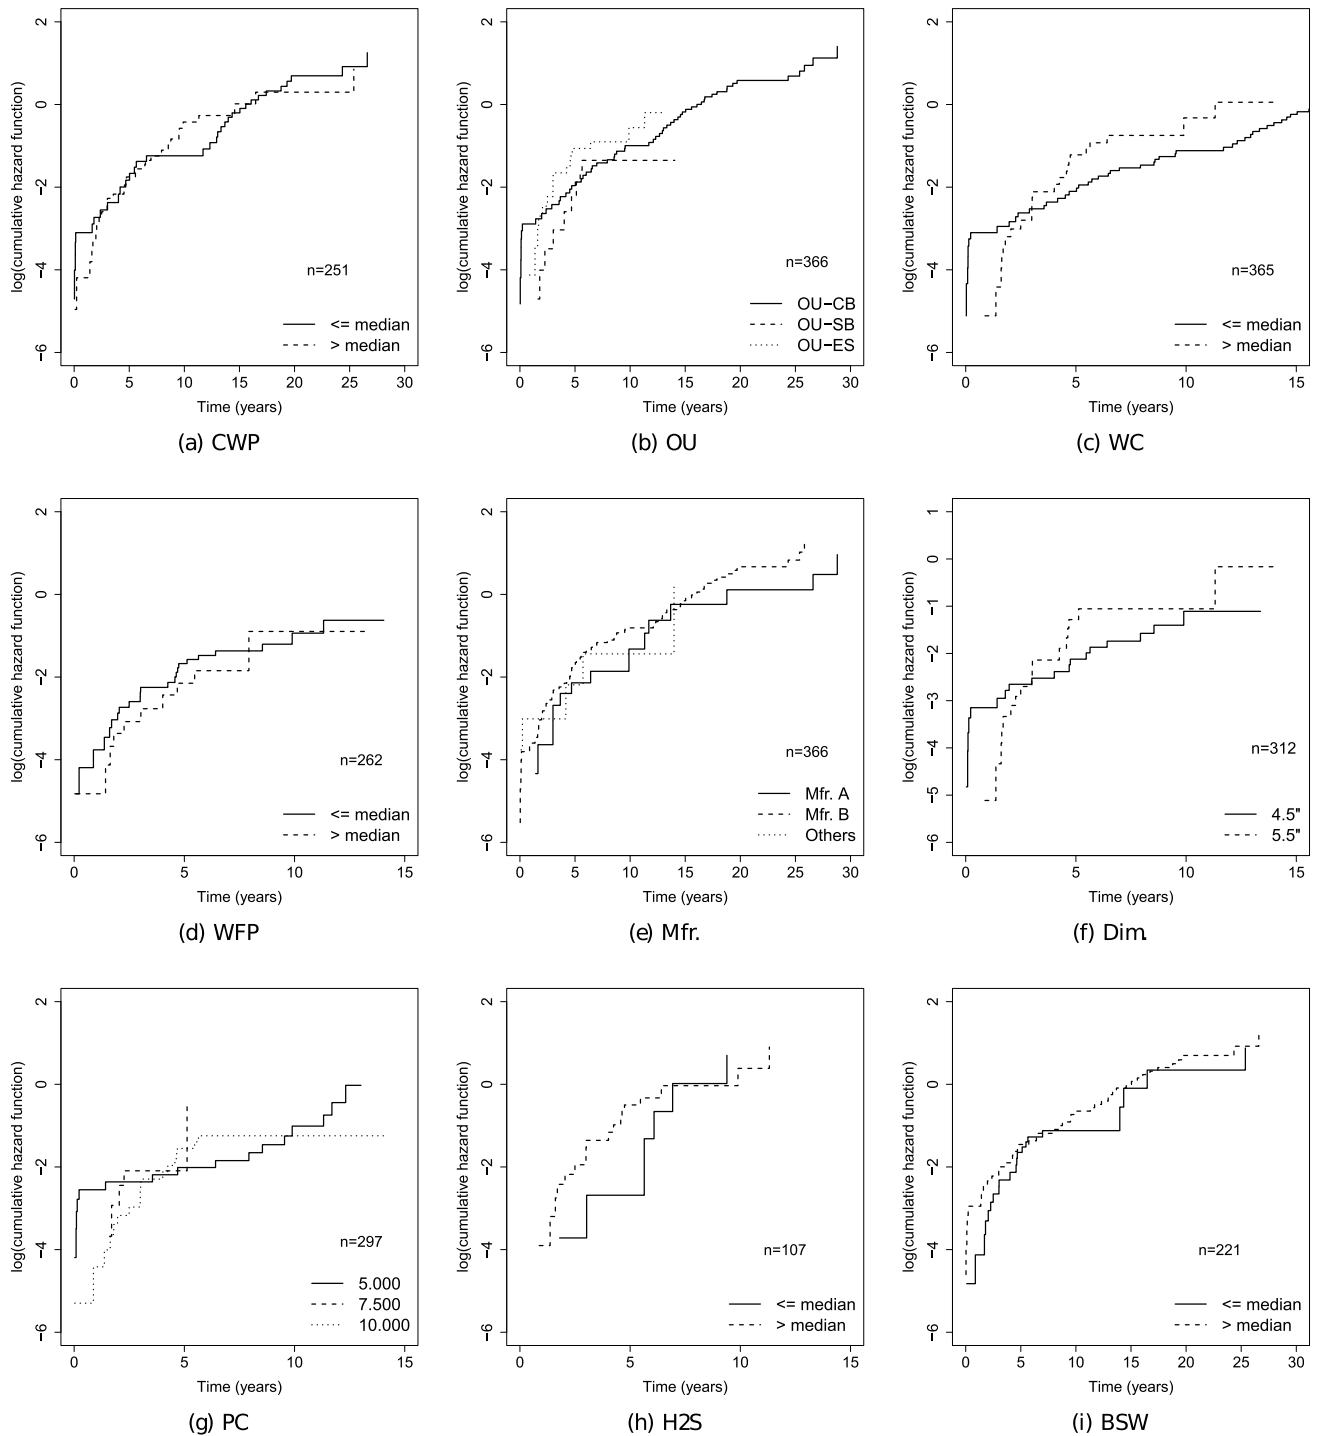 log(cumulative hazard function)
2
0
−2
−4
−6
n=251
<= median
> median
0 5 10 15 20 25 30
Time (years)
(a) CWP
log(cumulative hazard function)
2
0
−2
−4
−6
n=366
OU−CB
OU−SB
OU−ES
0 5 10 15 20 25 30
Time (years)
(b) OU
log(cumulative hazard function)
2
0
−2
−4
−6
n=365
<= median
> median
0 5 10 15
Time (years)
(c) WC
log(cumulative hazard function)
2
0
−2
−4
−6
n=262
<= median
> median
0 5 10 15
Time (years)
(d) WFP
log(cumulative hazard function)
2
0
−2
−4
−6
n=366
Mfr. A
Mfr. B
Others
0 5 10 15 20 25 30
Time (years)
(e) Mfr.
log(cumulative hazard function)
1
0
−1
−2
−3
−4
−5
−6
n=312
4.5"
5.5"
0 5 10 15
Time (years)
(f) Dim.
log(cumulative hazard function)
2
0
−2
−4
−6
n=297
5.000
7.500
10.000
0 5 10 15
Time (years)
(g) PC
log(cumulative hazard function)
2
0
−2
−4
−6
n=107
<= median
> median
0 5 10 15
Time (years)
(h) H2S
log(cumulative hazard function)
2
0
−2
−4
−6
n=221
<= median
> median
0 5 10 15 20 25 30
Time (years)
(i) BSW